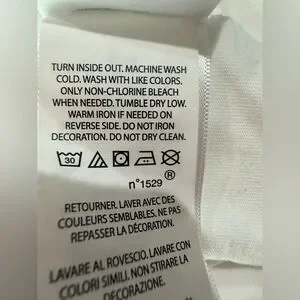 TURN INSIDE OUT. MACHINE WASH
COLD. WASH WITH LIKE COLORS.
ONLY NON-CHLORINE BLEACH
WHEN NEEDED. TUMBLE DRY LOW.
WARM IRON IF NEEDED ON
REVERSE SIDE. DO NOT IRON
DECORATION. DO NOT DRY CLEAN.
30
n°1529 ®
RETOURNER. LAVER AVEC DES
COULEURS SEMBLABLES. NE PAS
REPASSER LA DÉCORATION.
LAVARE AL ROVESCIO. LAVARE CON
COLORI SIMILI. NON STIRARE LA
DECORAZIONE.